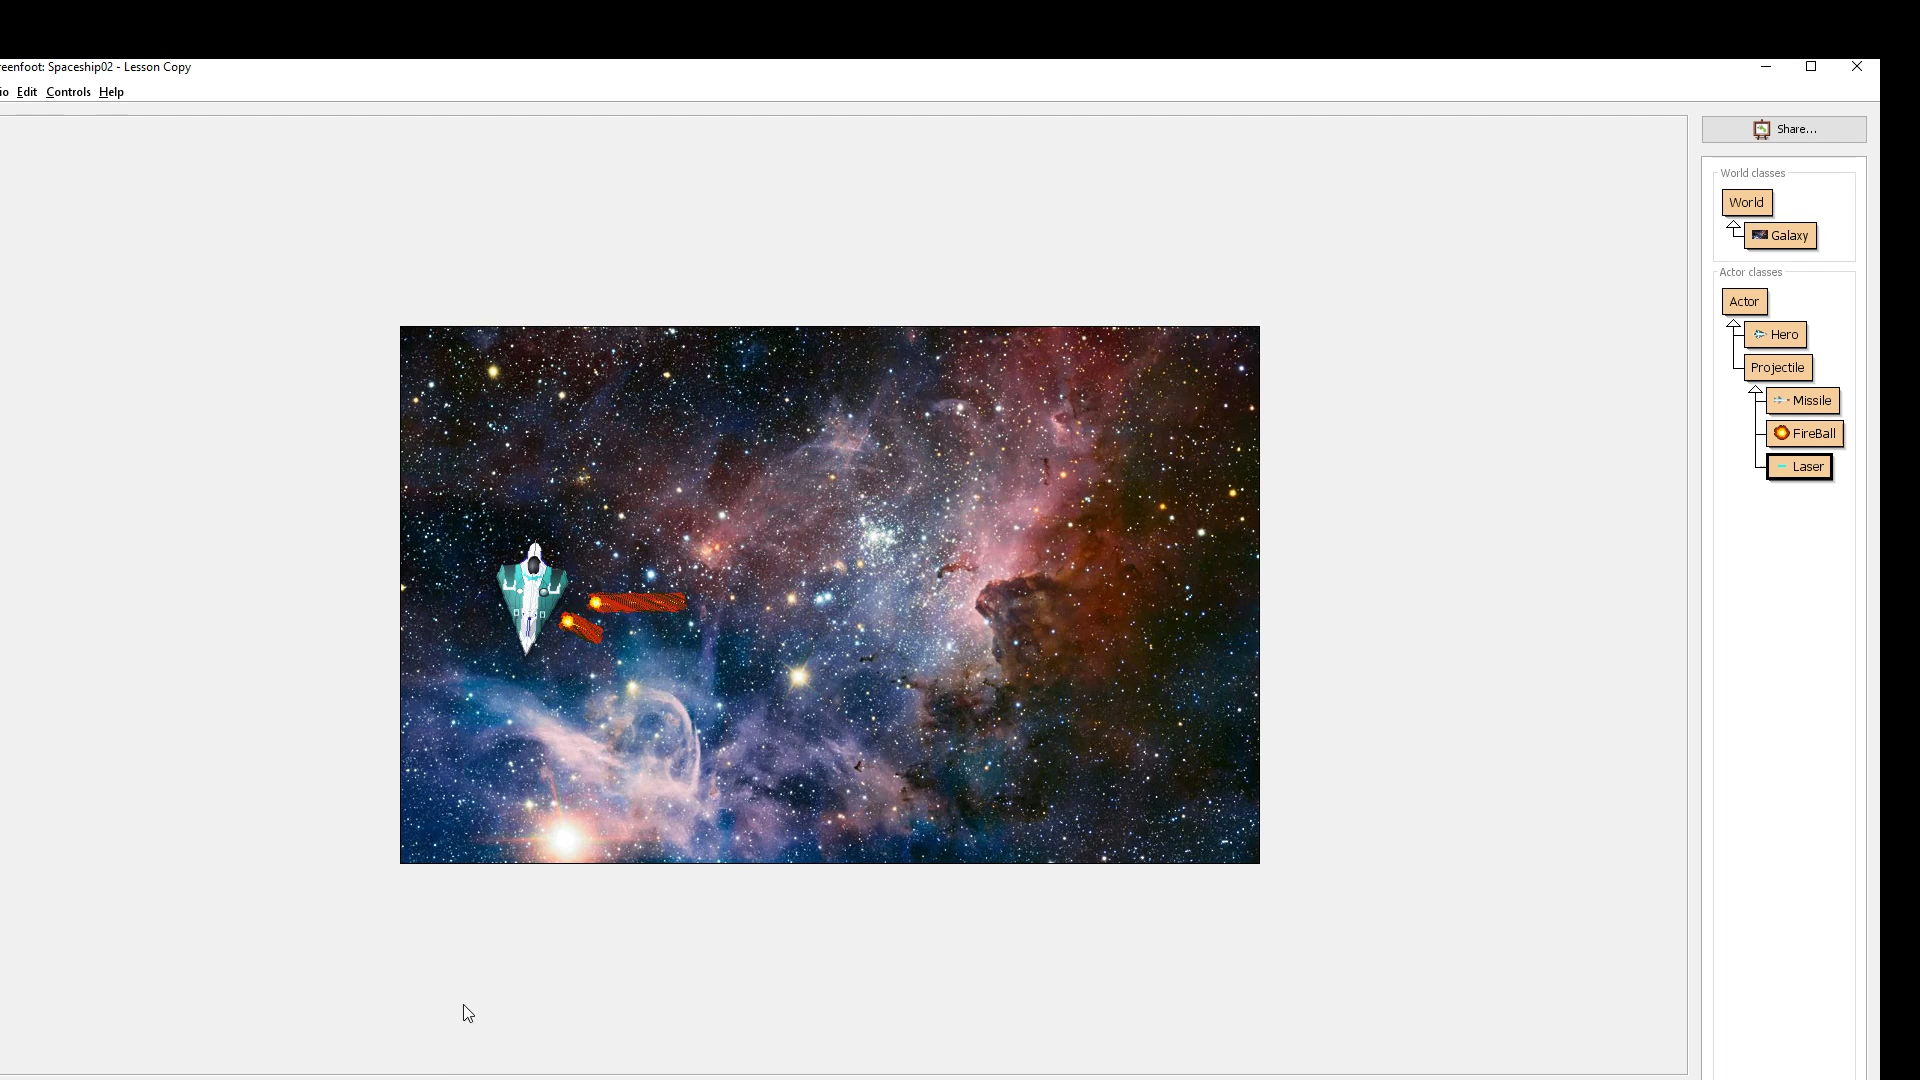 reenfoot: Spaceship02 - Lesson Copy
io Edit Controls Help
Share...
World classes
World
Galaxy
Actor classes
Actor
Hero
Projectile
Missile
FireBall
Laser